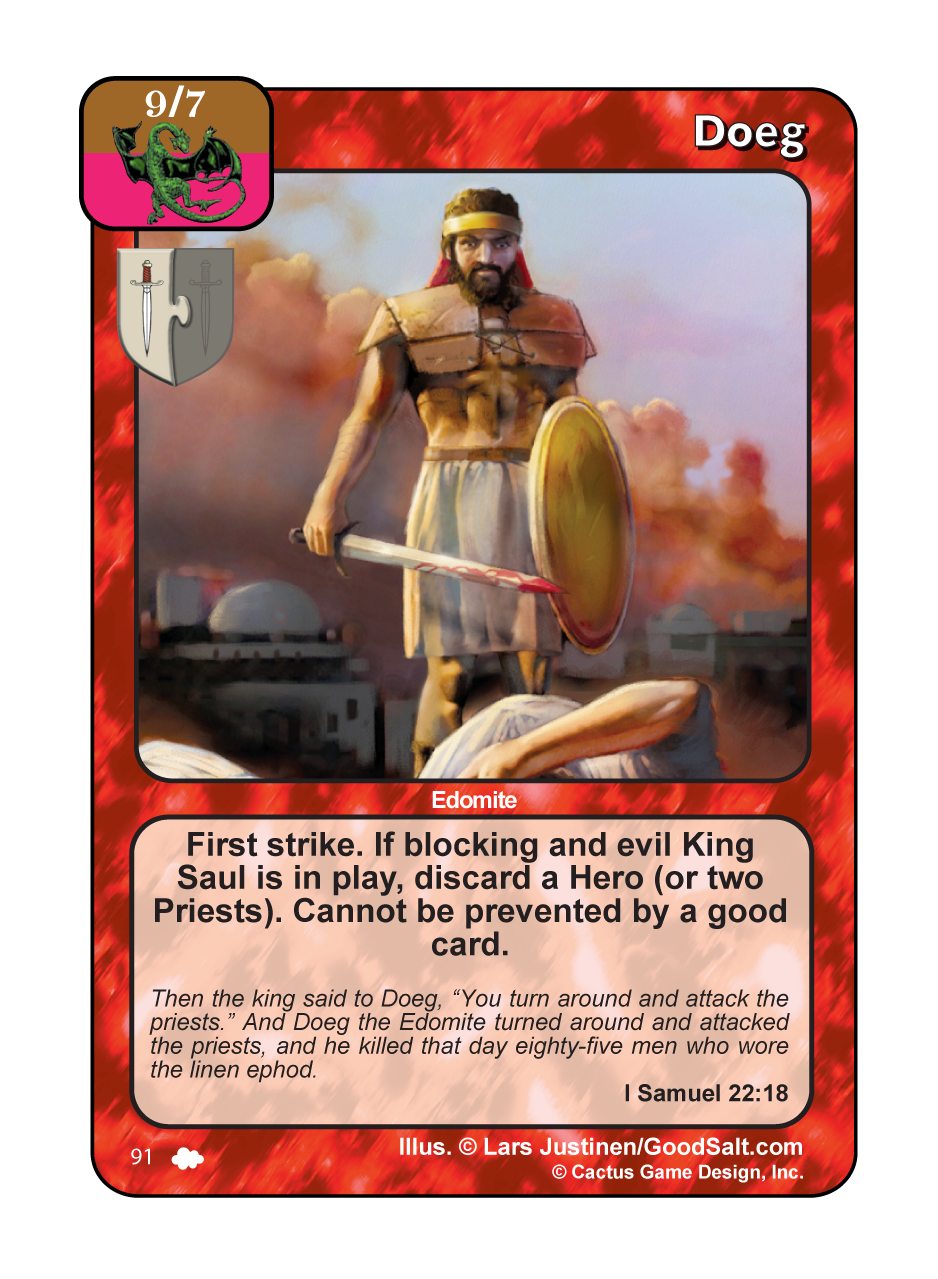 9/7
Doeg
Edomite
First strike. If blocking and evil King
Saul is in play, discard a Hero (or two
Priests). Cannot be prevented by a good
card.
Then the king said to Doeg, “You turn around and attack the
priests.” And Doeg the Edomite turned around and attacked
the priests, and he killed that day eighty-five men who wore
the linen ephod.
I Samuel 22:18
91
Illus. © Lars Justinen/GoodSalt.com
© Cactus Game Design, Inc.